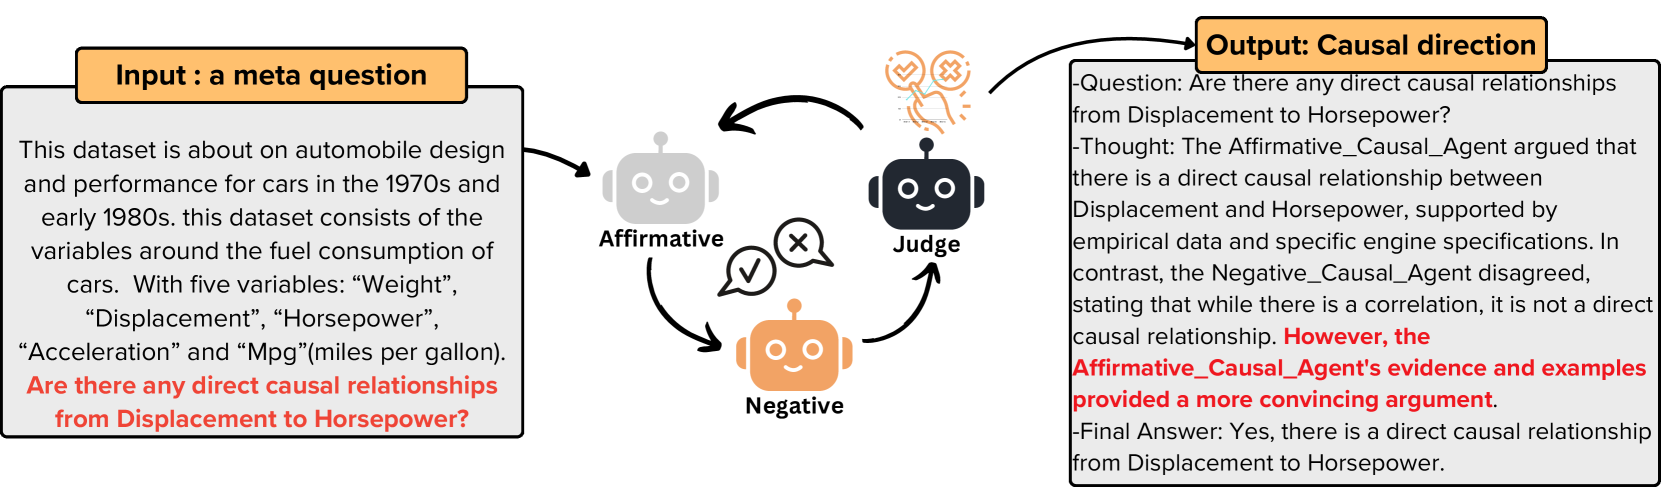 Input : a meta question
This dataset is about on automobile design
and performance for cars in the 1970s and
early 1980s. this dataset consists of the
variables around the fuel consumption of
cars.  With five variables: “Weight”,
“Displacement”, “Horsepower”,
“Acceleration” and “Mpg”(miles per gallon).
Are there any direct causal relationships
from Displacement to Horsepower?
Affirmative
Judge
Negative
Output: Causal direction
-Question: Are there any direct causal relationships
from Displacement to Horsepower?
-Thought: The Affirmative_Causal_Agent argued that
there is a direct causal relationship between
Displacement and Horsepower, supported by
empirical data and specific engine specifications. In
contrast, the Negative_Causal_Agent disagreed,
stating that while there is a correlation, it is not a direct
causal relationship. However, the
Affirmative_Causal_Agent's evidence and examples
provided a more convincing argument.
-Final Answer: Yes, there is a direct causal relationship
from Displacement to Horsepower.